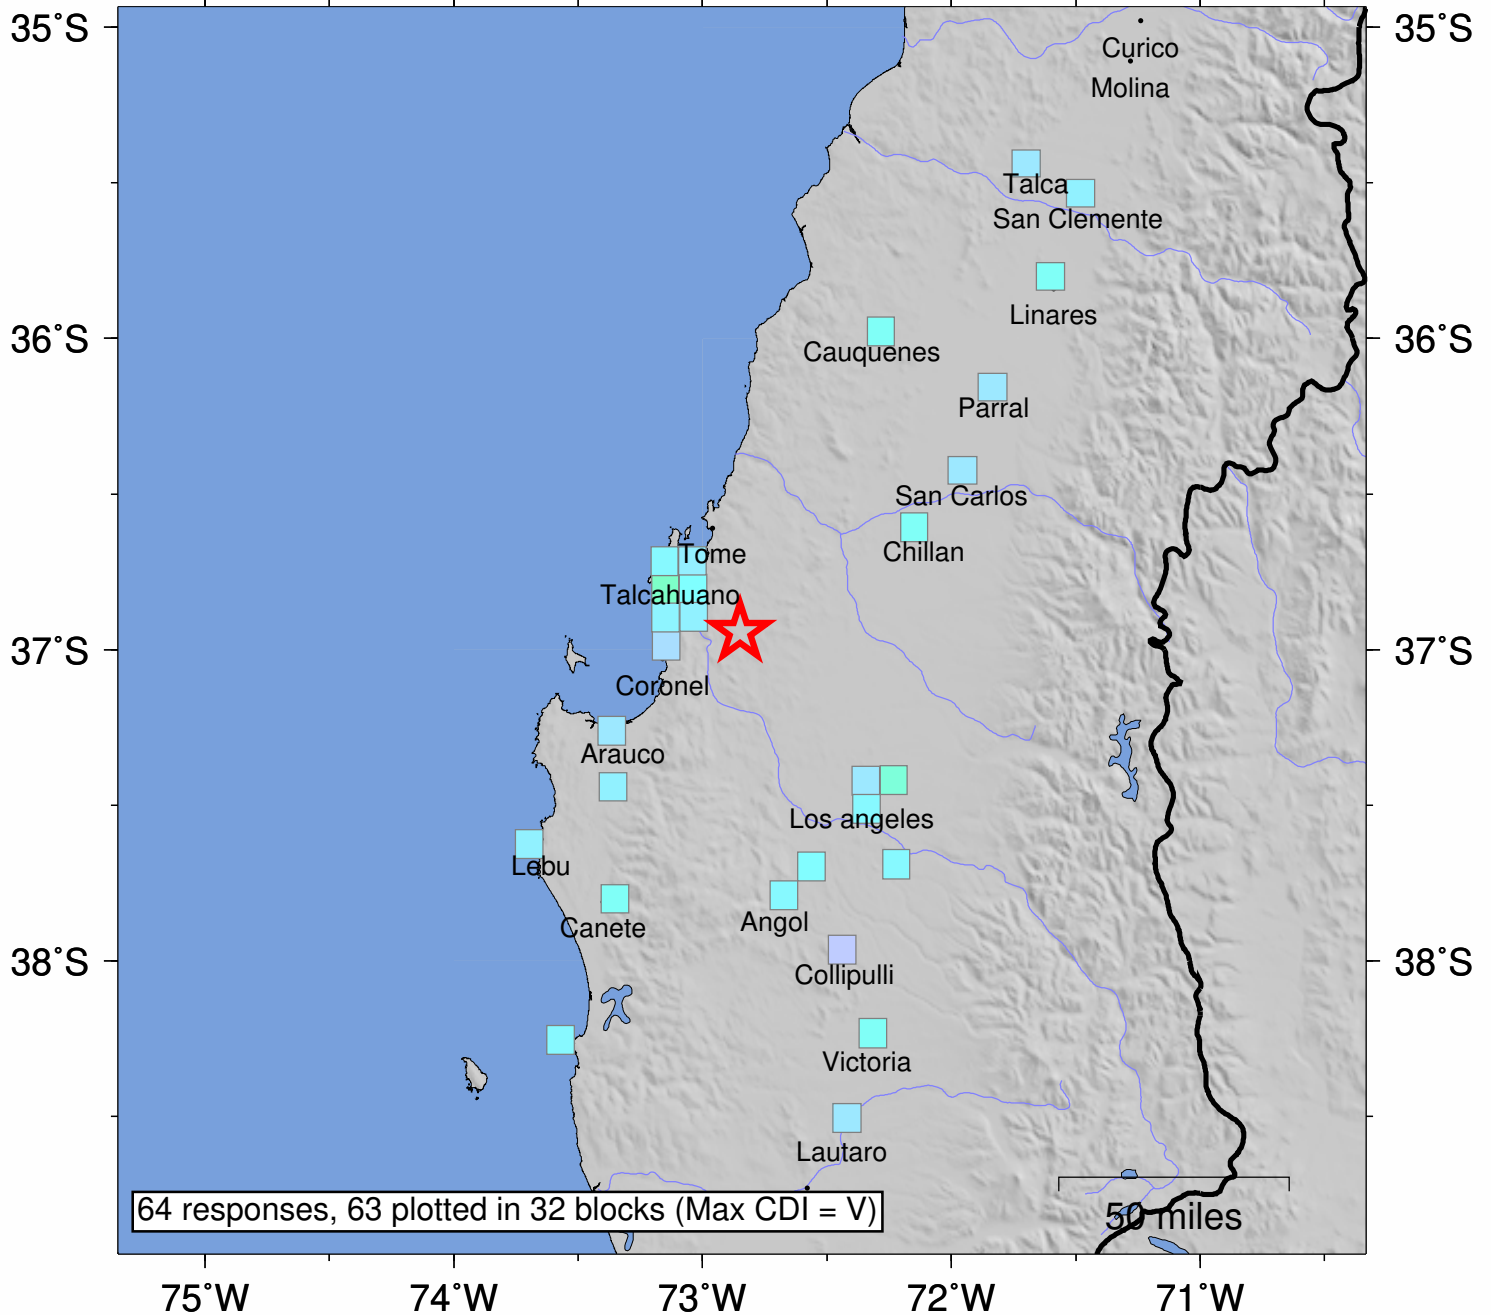 35°S
35°S
Curico
Molina
Talca
San Clemente
Linares
36°S
36°S
Cauquenes
Parral
San Carlos
Chillan
Tome
Talcahuano
37°S
37°S
Coronel
Arauco
Los angeles
Lebu
Canete
Angol
38°S
38°S
Collipulli
Victoria
Lautaro
64 responses, 63 plotted in 32 blocks (Max CDI = V)
50 miles
75°W
74°W
73°W
72°W
71°W